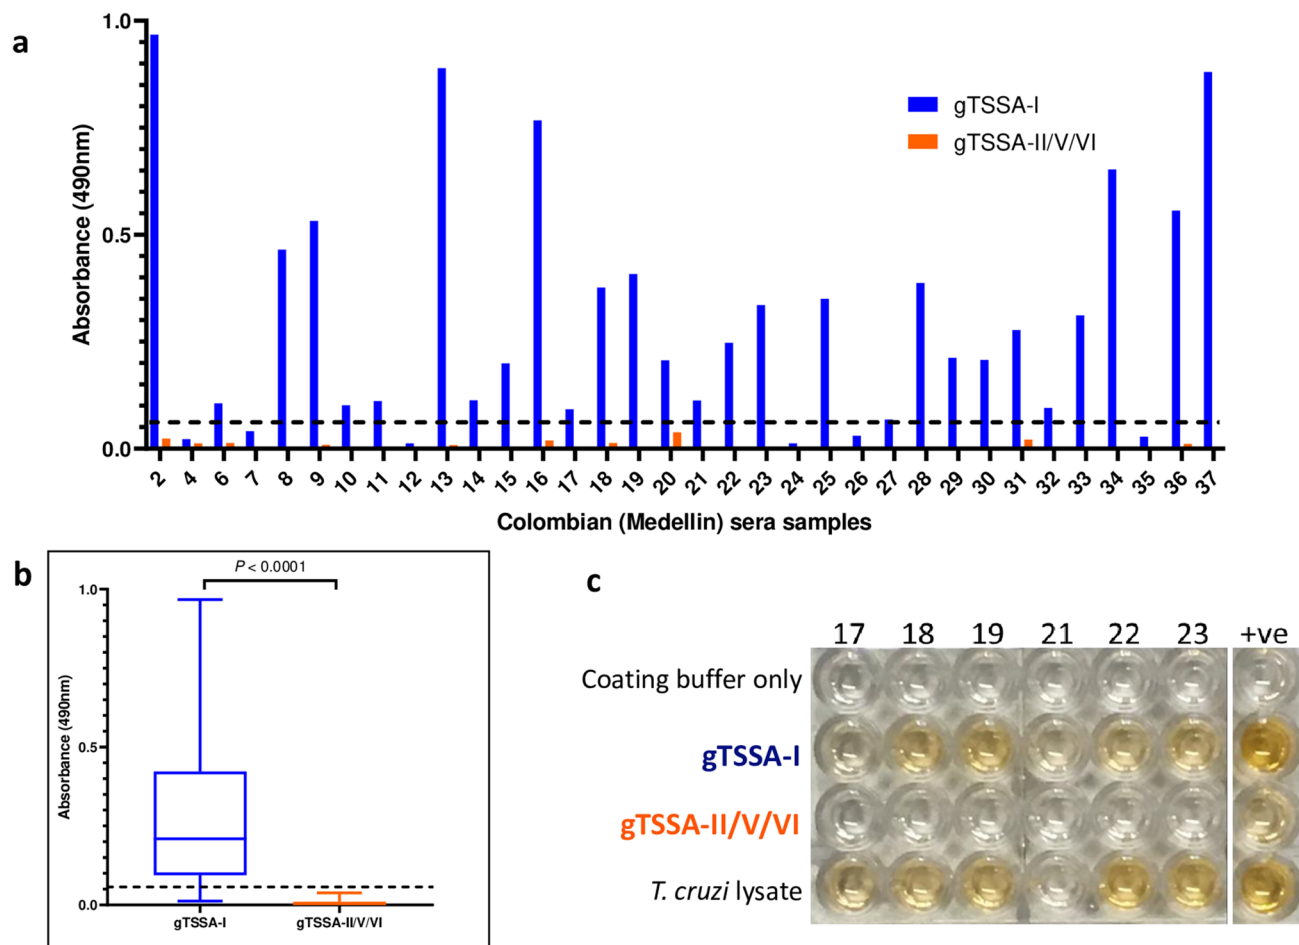 a
1.0
0.5
0.0
Absorbance (490nm)
gTSSA-I
gTSSA-II/V/VI
2 4 6 7 8 9 10 11 12 13 14 15 16 17 18 19 20 21 22 23 24 25 26 27 28 29 30 31 32 33 34 35 36 37
Colombian (Medellin) sera samples
b
P < 0.0001
1.0
0.5
0.0
Absorbance (490nm)
gTSSA-I gTSSA-II/V/VI
c
17 18 19 21 22 23 +ve
Coating buffer only
gTSSA-I
gTSSA-II/V/VI
T. cruzi lysate